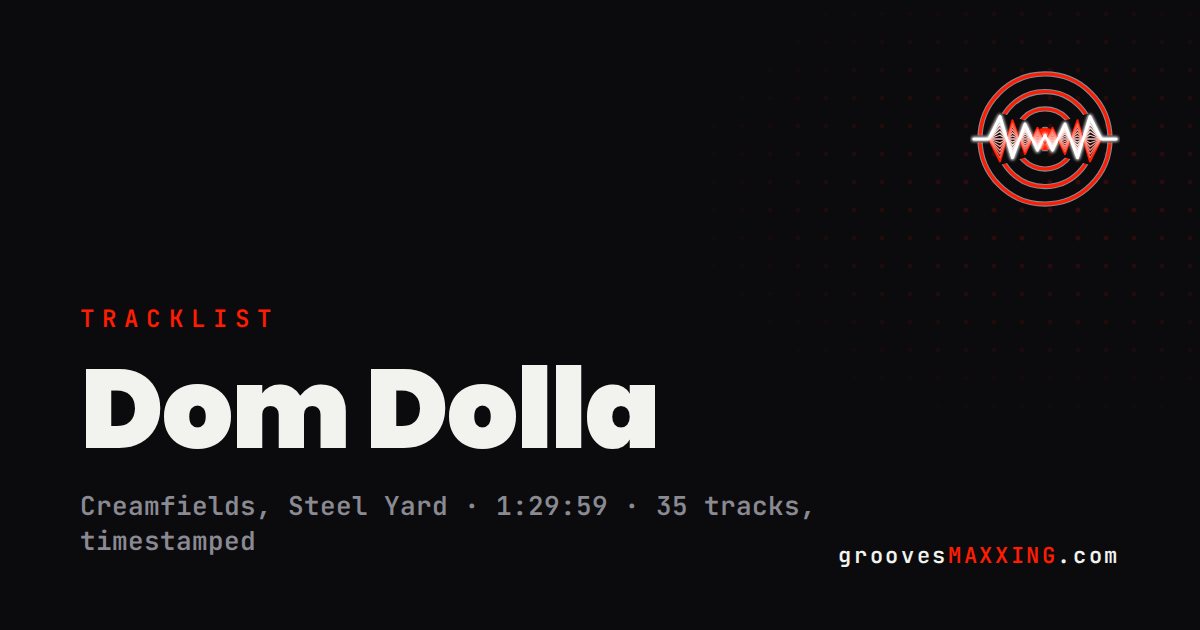 TRACKLIST
Dom Dolla
Creamfields, Steel Yard · 1:29:59 · 35 tracks,
timestamped
groovesMAXXING.com